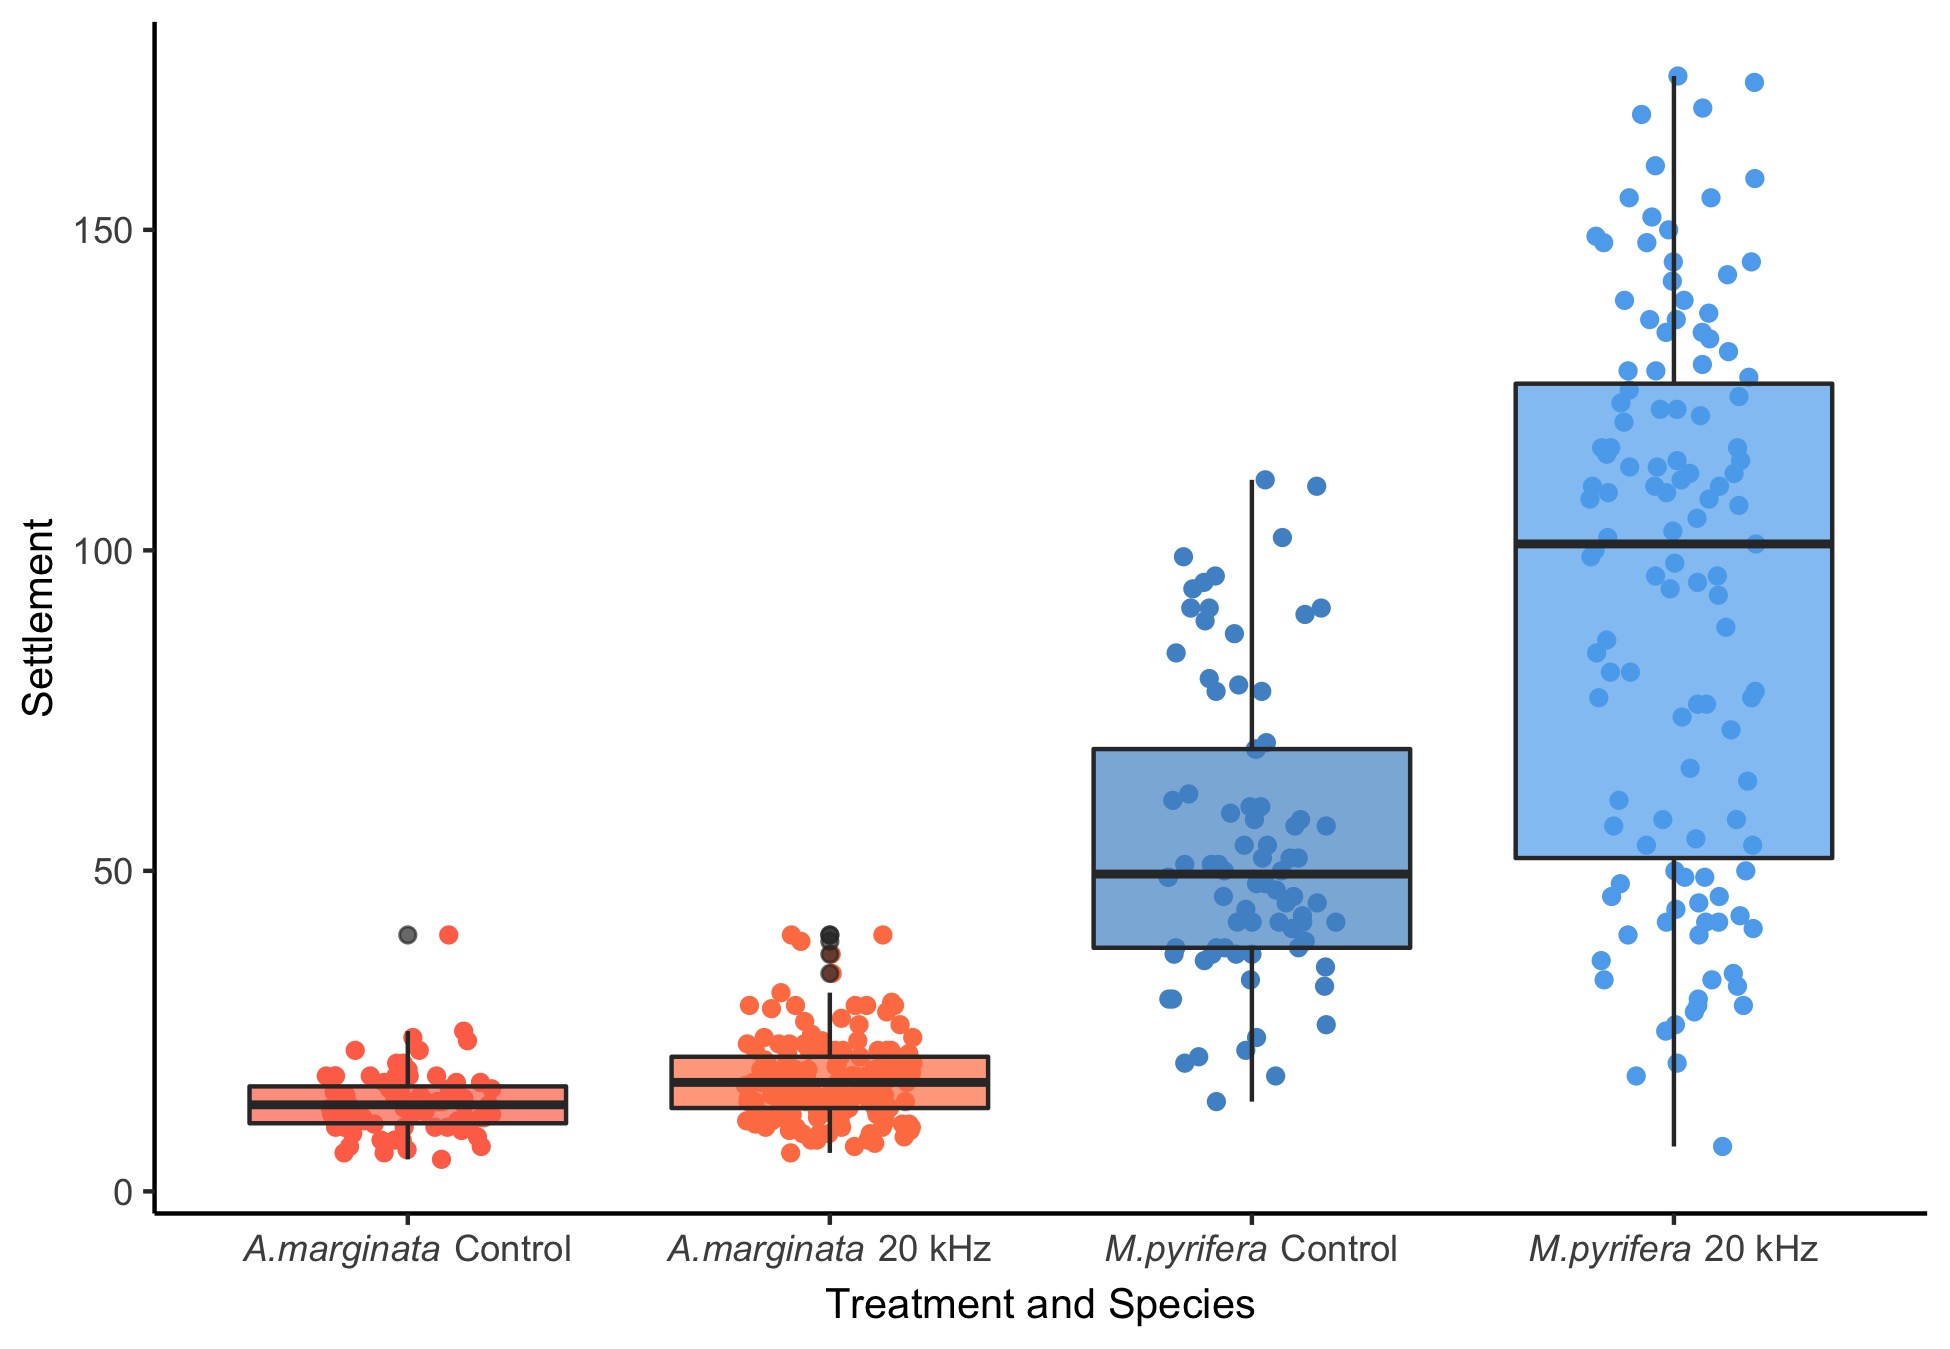 Settlement
150
100
50
0
A.marginata Control
A.marginata 20 kHz
M.pyrifera Control
M.pyrifera 20 kHz
Treatment and Species